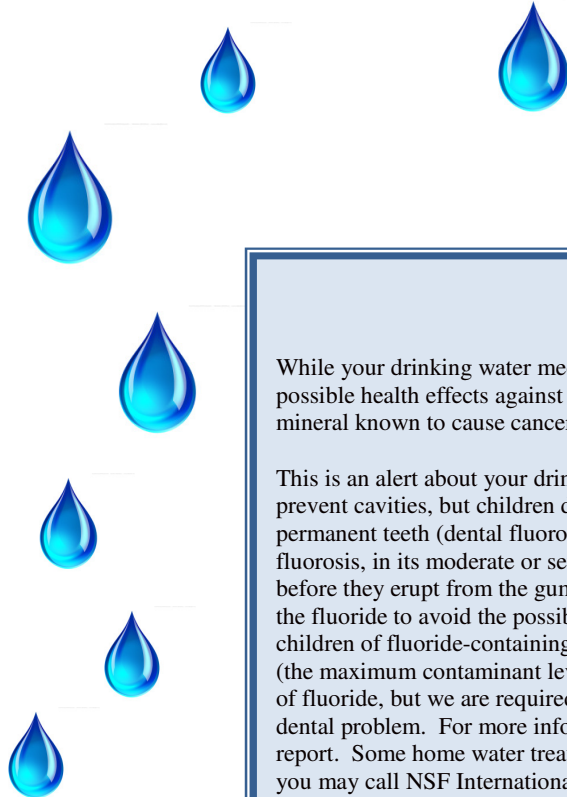 While your drinking water me
possible health effects against
mineral known to cause cancer
This is an alert about your drin
prevent cavities, but children
permanent teeth (dental fluoro
fluorosis, in its moderate or se
before they erupt from the gum
the fluoride to avoid the possib
children of fluoride-containing
(the maximum contaminant lev
of fluoride, but we are required
dental problem. For more info
report. Some home water trea
you may call NSF Internationa